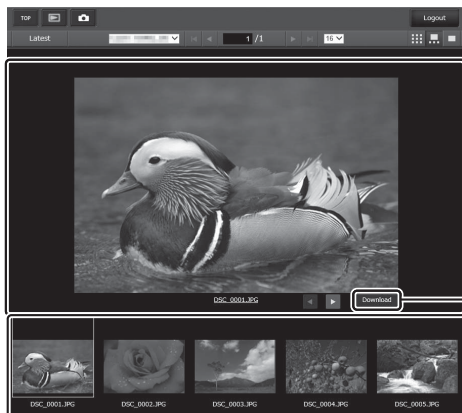 TOP
Logout
Latest
1 /1
16
DSC_0001.JPG
Download
DSC_0001.JPG
DSC_0002.JPG
DSC_0003.JPG
DSC_0004.JPG
DSC_0005.JPG